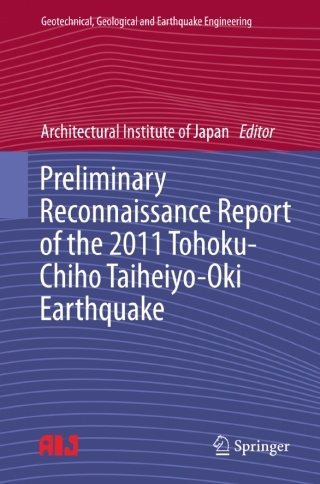 Geotechnical, Geological and Earthquake Engineering
Architectural Institute of Japan Editor
Preliminary
Reconnaissance Report
of the 2011 Tohoku-
Chiho Taiheiyo-Oki
Earthquake
AIJ
Springer